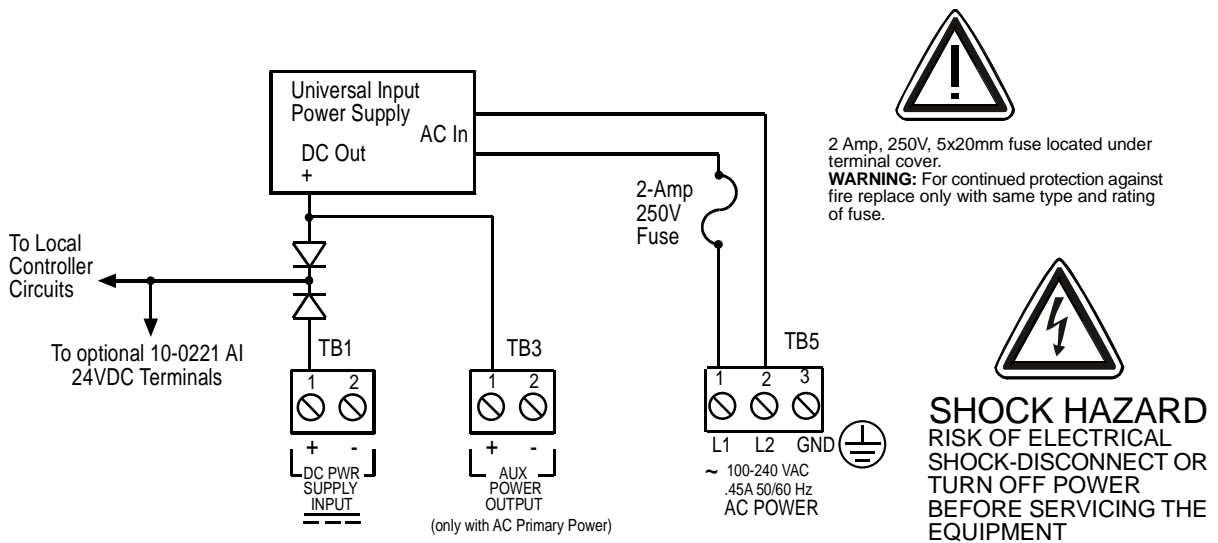 Universal Input
Power Supply
AC In
DC Out
+
2-Amp
250V
Fuse
To Local
Controller
Circuits
To optional 10-0221 AI
24VDC Terminals
TB1
1 2
+ -
DC PWR
SUPPLY
INPUT
TB3
1 2
+ -
AUX
POWER
OUTPUT
(only with AC Primary Power)
TB5
1 2 3
L1 L2 GND
~ 100-240 VAC
.45A 50/60 Hz
AC POWER
!
2 Amp, 250V, 5x20mm fuse located under
terminal cover.
WARNING: For continued protection against
fire replace only with same type and rating
of fuse.
SHOCK HAZARD
RISK OF ELECTRICAL
SHOCK-DISCONNECT OR
TURN OFF POWER
BEFORE SERVICING THE
EQUIPMENT